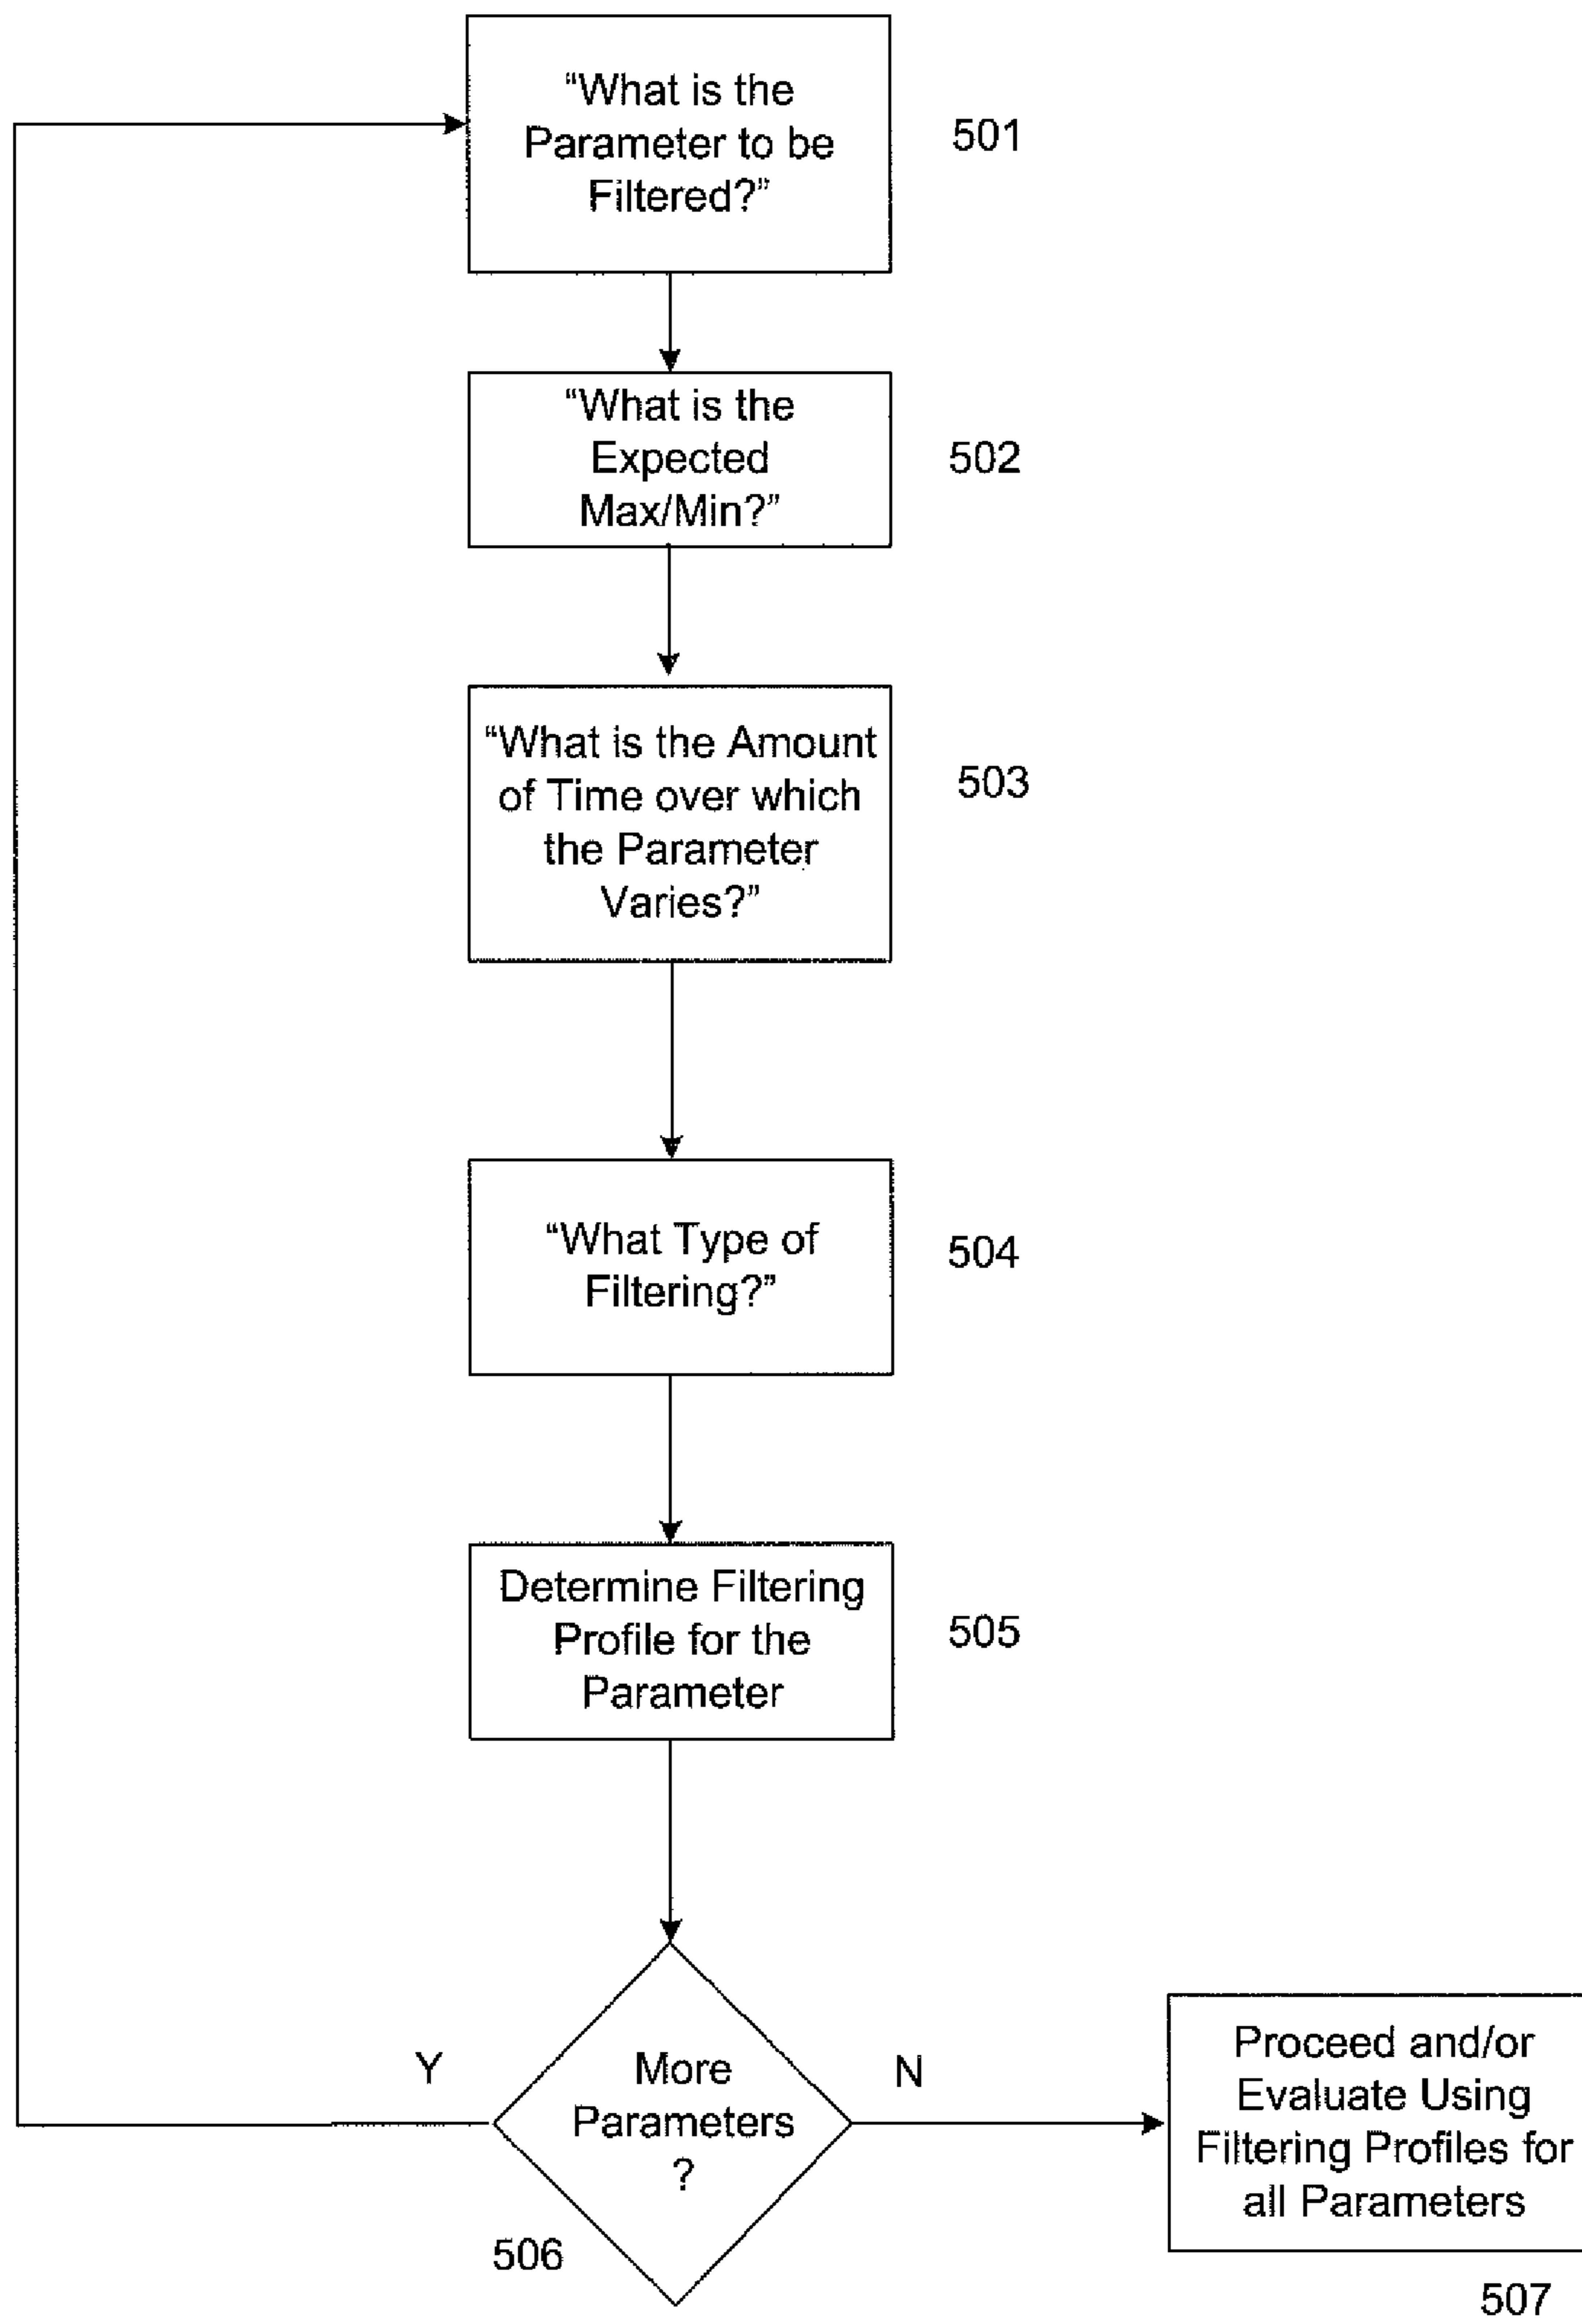 “What is the
Parameter to be
Filtered?”
501
“What is the
Expected
Max/Min?”
502
“What is the Amount
of Time over which
the Parameter
Varies?”
503
“What Type of
Filtering?”
504
Determine Filtering
Profile for the
Parameter
505
Y
More
Parameters
?
N
506
Proceed and/or
Evaluate Using
Filtering Profiles for
all Parameters
507